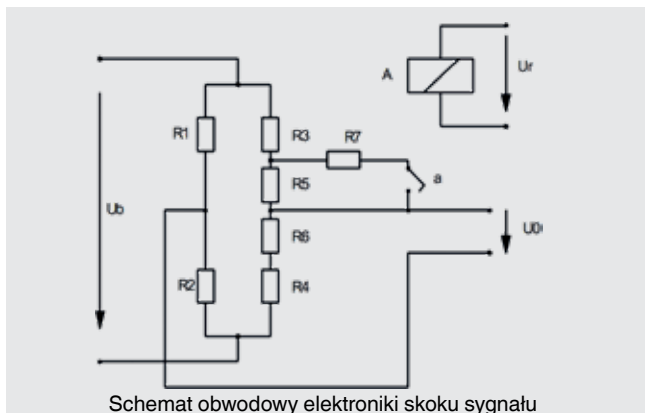 A
Ur
R1
R3
R7
R5
a
Ub
U0
R6
R2
R4
Schemat obwodowy elektroniki skoku sygnału